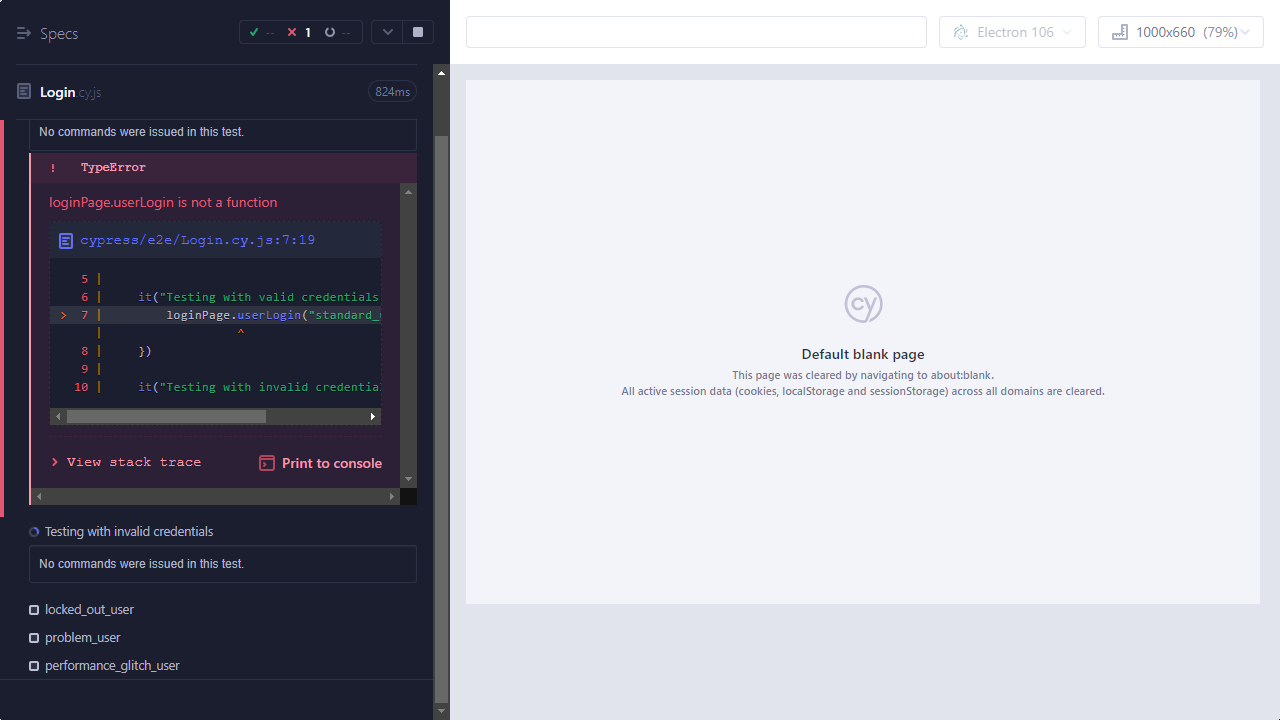 Specs
-- 1 --
Electron 106
1000x660 (79%)
Login.cy.js
824ms
No commands were issued in this test.
! TypeError
loginPage.userLogin is not a function
cypress/e2e/Login.cy.js:7:19
5 |
6 | it("Testing with valid credentials
> 7 | loginPage.userLogin("standard_
| ^
8 | })
9 |
10 | it("Testing with invalid credentia
> View stack trace
Print to console
Testing with invalid credentials
No commands were issued in this test.
locked_out_user
problem_user
performance_glitch_user
cy
Default blank page
This page was cleared by navigating to about:blank.
All active session data (cookies, localStorage and sessionStorage) across all domains are cleared.